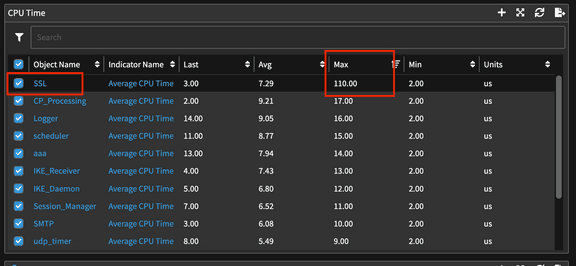 CPU Time
Search
Object Name Indicator Name Last Avg Max Min Units
SSL Average CPU Time 3.00 7.29 110.00 2.00 us
CP_Processing Average CPU Time 2.00 9.21 17.00 2.00 us
Logger Average CPU Time 14.00 9.05 16.00 2.00 us
scheduler Average CPU Time 11.00 8.77 15.00 2.00 us
aaa Average CPU Time 13.00 7.94 14.00 2.00 us
IKE_Receiver Average CPU Time 4.00 7.43 13.00 2.00 us
IKE_Daemon Average CPU Time 5.00 6.80 12.00 2.00 us
Session_Manager Average CPU Time 7.00 6.52 11.00 2.00 us
SMTP Average CPU Time 3.00 6.08 10.00 2.00 us
udp_timer Average CPU Time 8.00 5.49 9.00 2.00 us